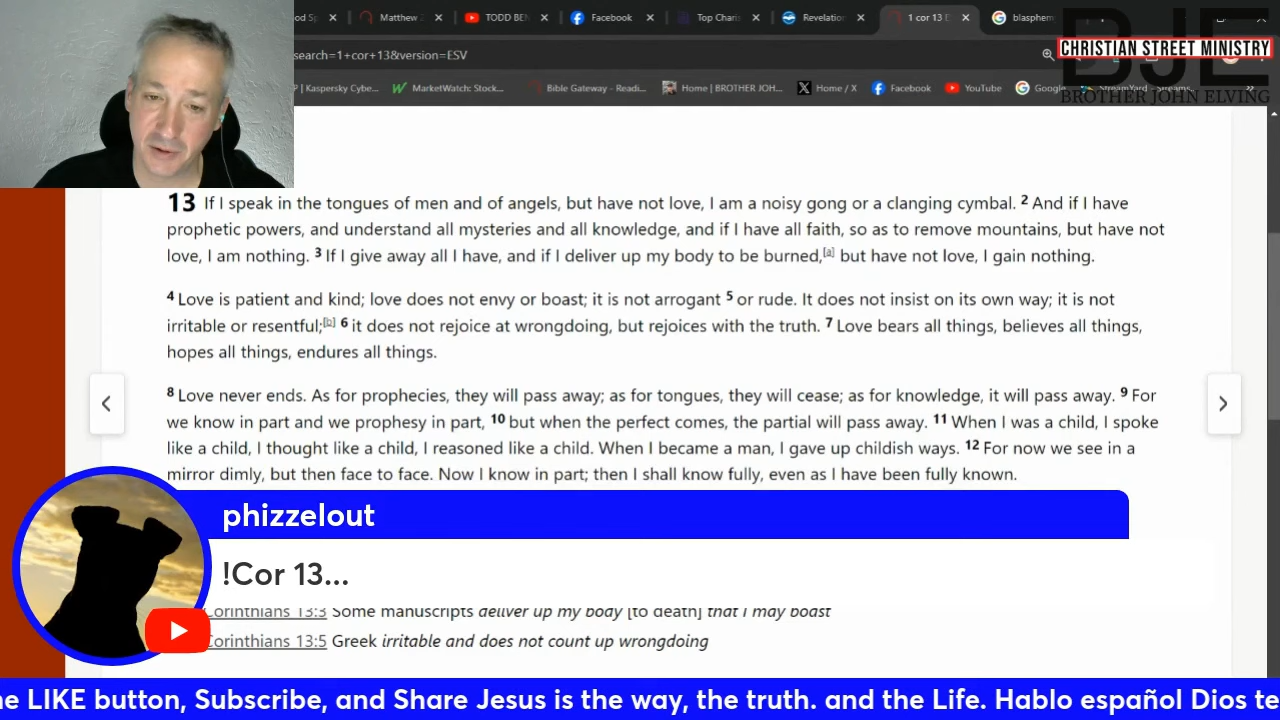 od Sp
Matthew
TODD BEN
Facebook
Top Charis
Revelation
1 cor 13 E
blasphem
search=1+cor+13&version=ESV
BJE
CHRISTIAN STREET MINISTRY
BROTHER JOHN ELVING
P | Kaspersky Cybe...
MarketWatch: Stock...
Bible Gateway - Readi...
Home | BROTHER JOH...
Home / X
Facebook
YouTube
Google
StreamYard - Streams..
13 If I speak in the tongues of men and of angels, but have not love, I am a noisy gong or a clanging cymbal. 2 And if I have
prophetic powers, and understand all mysteries and all knowledge, and if I have all faith, so as to remove mountains, but have not
love, I am nothing. 3 If I give away all I have, and if I deliver up my body to be burned,[a] but have not love, I gain nothing.
4 Love is patient and kind; love does not envy or boast; it is not arrogant 5 or rude. It does not insist on its own way; it is not
irritable or resentful;[b] 6 it does not rejoice at wrongdoing, but rejoices with the truth. 7 Love bears all things, believes all things,
hopes all things, endures all things.
8 Love never ends. As for prophecies, they will pass away; as for tongues, they will cease; as for knowledge, it will pass away. 9 For
we know in part and we prophesy in part, 10 but when the perfect comes, the partial will pass away. 11 When I was a child, I spoke
like a child, I thought like a child, I reasoned like a child. When I became a man, I gave up childish ways. 12 For now we see in a
mirror dimly, but then face to face. Now I know in part; then I shall know fully, even as I have been fully known.
phizzelout
!Cor 13...
Corinthians 13:3 Some manuscripts deliver up my body [to death] that I may boast
Corinthians 13:5 Greek irritable and does not count up wrongdoing
he LIKE button, Subscribe, and Share Jesus is the way, the truth. and the Life. Hablo español Dios te